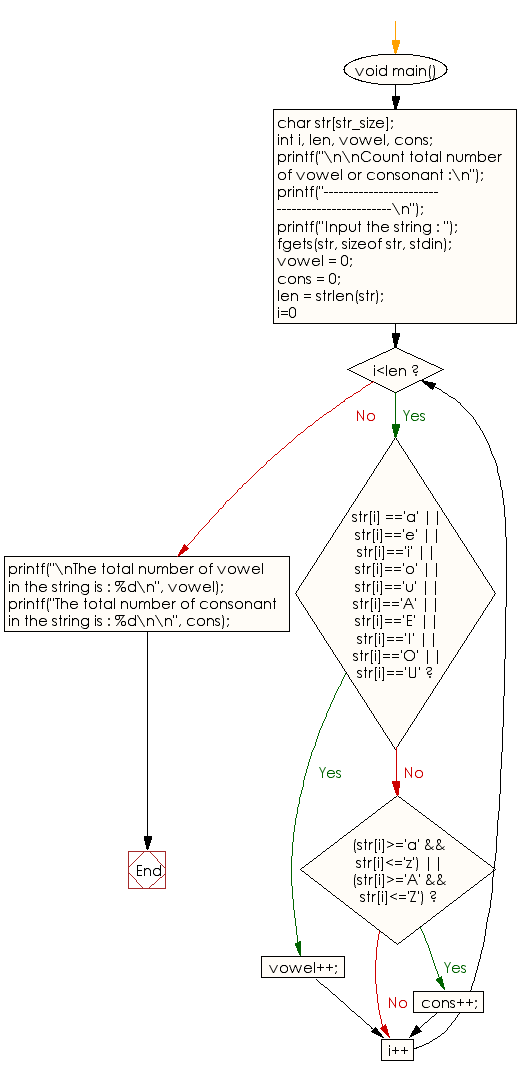 void main()
char str[str_size];
int i, len, vowel, cons;
printf("\n\nCount total number
of vowel or consonant :\n");
printf("-----------------------
-----------------------\n");
printf("Input the string : ");
fgets(str, sizeof str, stdin);
vowel = 0;
cons = 0;
len = strlen(str);
i=0
i<len ?
No
Yes
str[i] =='a' ||
str[i]=='e' ||
str[i]=='i' ||
str[i]=='o' ||
str[i]=='u' ||
str[i]=='A' ||
str[i]=='E' ||
str[i]=='I' ||
str[i]=='O' ||
str[i]=='U' ?
printf("\nThe total number of vowel
in the string is : %d\n", vowel);
printf("The total number of consonant
in the string is : %d\n\n", cons);
Yes
No
(str[i]>='a' &&
str[i]<='z') ||
(str[i]>='A' &&
str[i]<='Z') ?
End
vowel++;
Yes
No
cons++;
i++